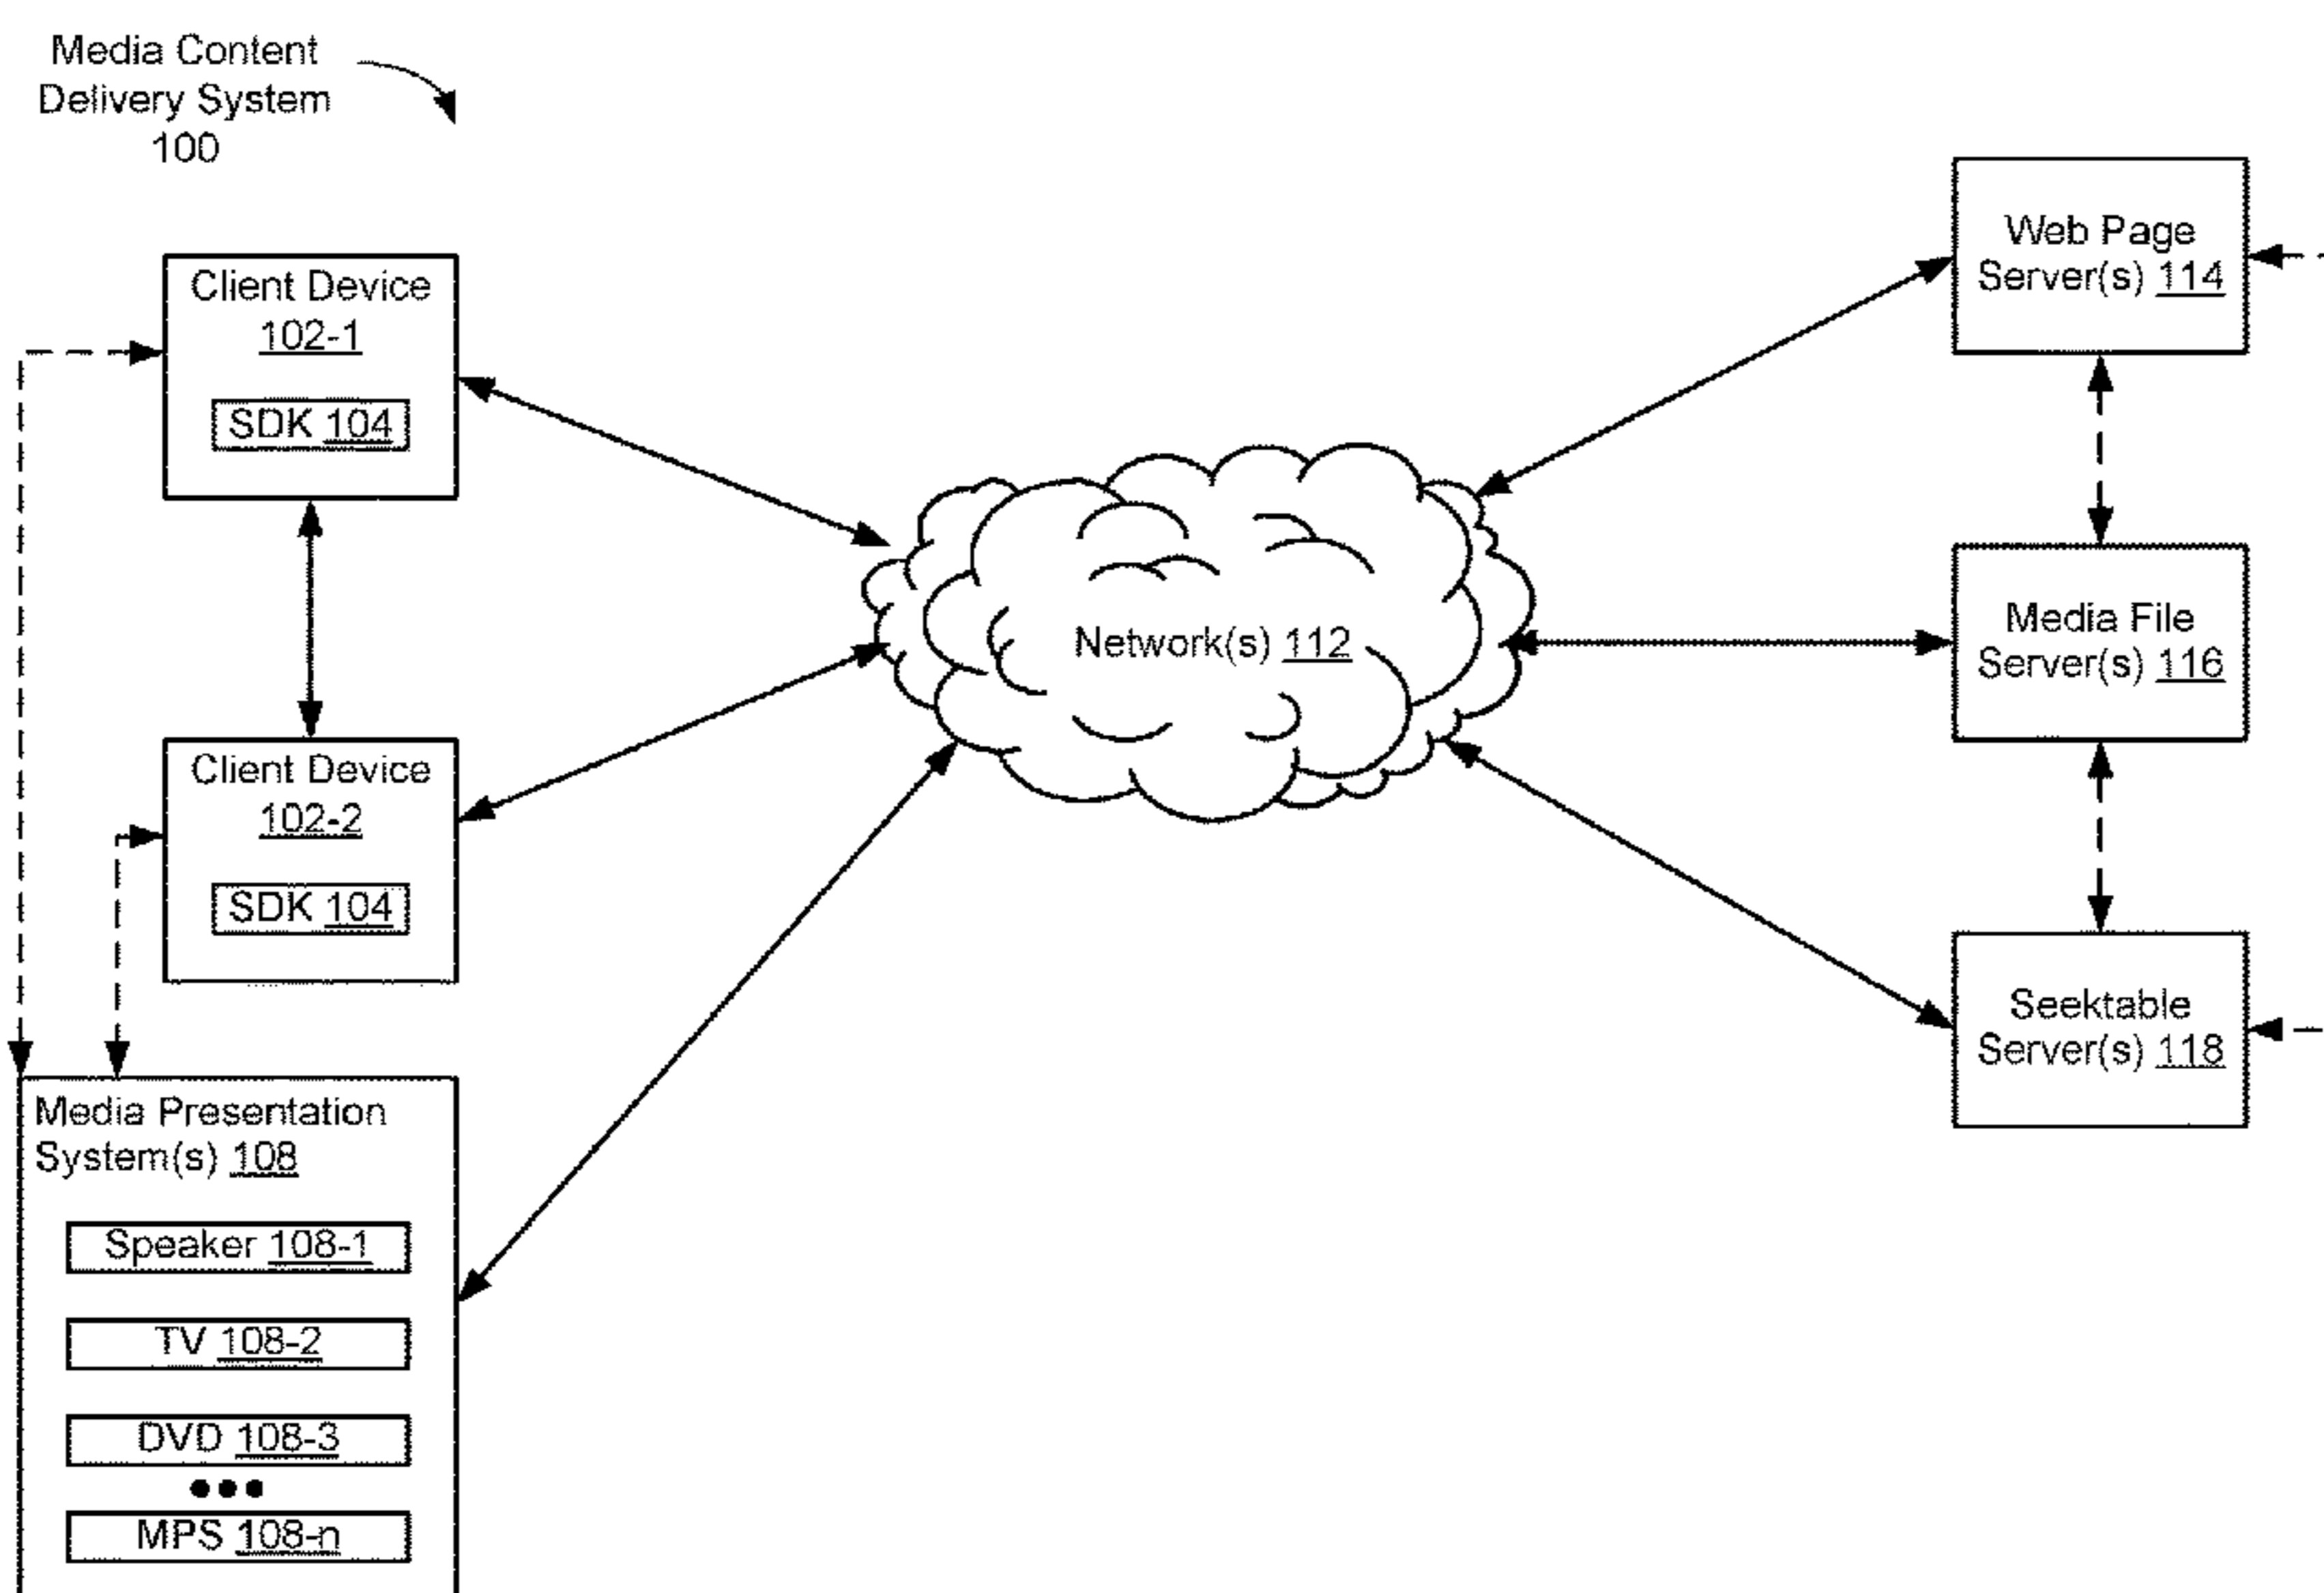 Media Content
Delivery System
100
Client Device
102-1
SDK 104
Client Device
102-2
SDK 104
Media Presentation
System(s) 108
Speaker 108-1
TV 108-2
DVD 108-3
•••
MPS 108-n
Network(s) 112
Web Page
Server(s) 114
Media File
Server(s) 116
Seektable
Server(s) 118